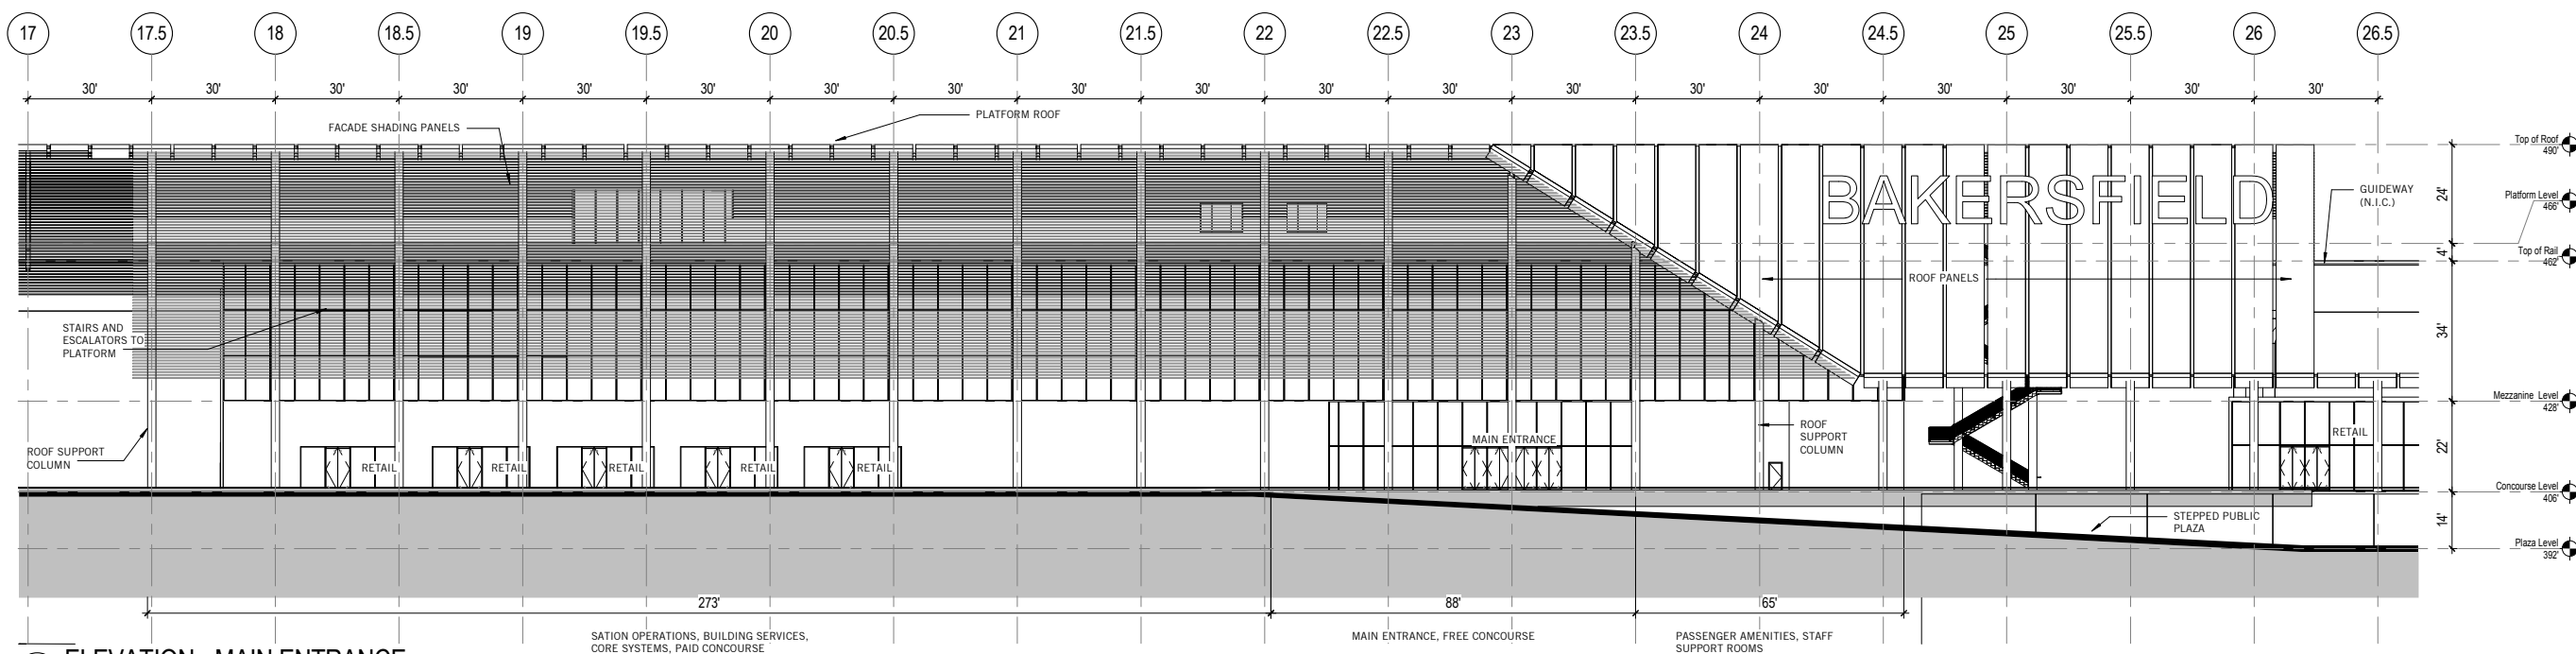 17 17.5 18 18.5 19 19.5 20 20.5 21 21.5 22 22.5 23 23.5 24 24.5 25 25.5 26 26.5
30' 30' 30' 30' 30' 30' 30' 30' 30' 30' 30' 30' 30' 30' 30' 30' 30' 30' 30'
PLATFORM ROOF
FACADE SHADING PANELS
Top of Roof
490'
BAKERSFIELD
GUIDEWAY
(N.I.C.)
24'
Platform Level
466'
4'
Top of Rail
462'
ROOF PANELS
STAIRS AND
ESCALATORS TO
PLATFORM
34'
Mezzanine Level
428'
ROOF SUPPORT
COLUMN
RETAIL RETAIL RETAIL RETAIL RETAIL
MAIN ENTRANCE
ROOF
SUPPORT
COLUMN
RETAIL
22'
Concourse Level
406'
STEPPED PUBLIC
PLAZA
14'
Plaza Level
392'
273' 88' 65'
SATION OPERATIONS, BUILDING SERVICES,
CORE SYSTEMS, PAID CONCOURSE
MAIN ENTRANCE, FREE CONCOURSE
PASSENGER AMENITIES, STAFF
SUPPORT ROOMS
ELEVATION - MAIN ENTRANCE